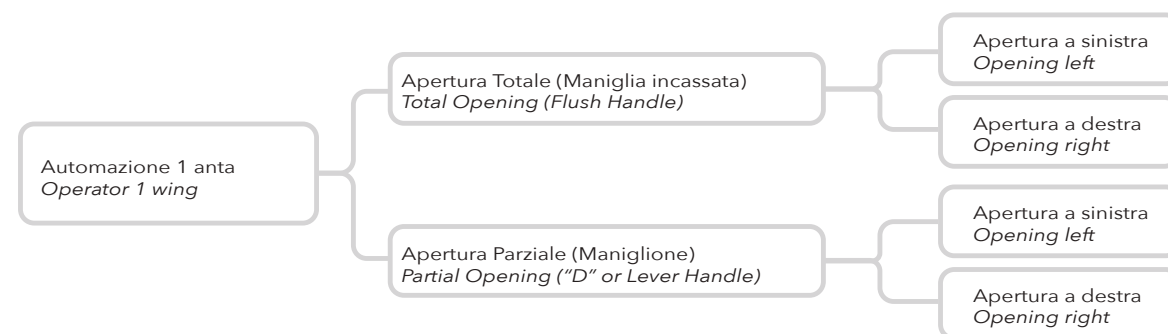 Automazione 1 anta
Operator 1 wing
Apertura Totale (Maniglia incassata)
Total Opening (Flush Handle)
Apertura a sinistra
Opening left
Apertura a destra
Opening right
Apertura Parziale (Maniglione)
Partial Opening (“D” or Lever Handle)
Apertura a sinistra
Opening left
Apertura a destra
Opening right